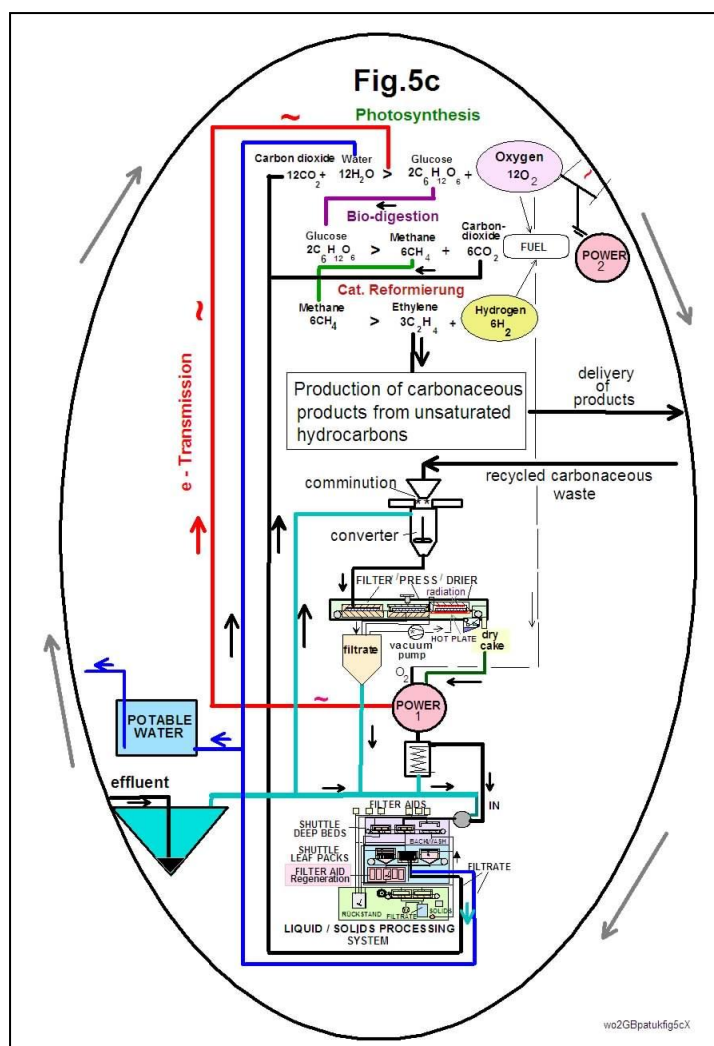 Fig.5c
Photosynthesis
~
Carbon dioxide Water Glucose
12CO2+ 12H2O > 2C6H12O6 +
Oxygen
12O2
~
Bio-digestion
Glucose Methane Carbon-
dioxide
2C6H12O6 > 6CH4 + 6CO2
FUEL
POWER
2
Cat. Reformierung
Methane Ethylene
6CH4 > 3C2H4 +
Hydrogen
6H2
~
e - Transmission
Production of carbonaceous
products from unsaturated
hydrocarbons
delivery
of
products
comminution
recycled carbonaceous
waste
converter
FILTER / PRESS / DRIER
radiation
HOT PLATE
filtrate
vacuum
pump
dry
cake
O2
~
POWER
1
POTABLE
WATER
effluent
IN
FILTER AIDS
SHUTTLE
DEEP BEDS
BACKWASH
SHUTTLE
LEAF PACKS
FILTER AID
Regeneration
FILTRATE
RÜCKSTAND
FILTRATE
SOLIDS
LIQUID / SOLIDS PROCESSING
SYSTEM
wo2GBpatukfig5cX